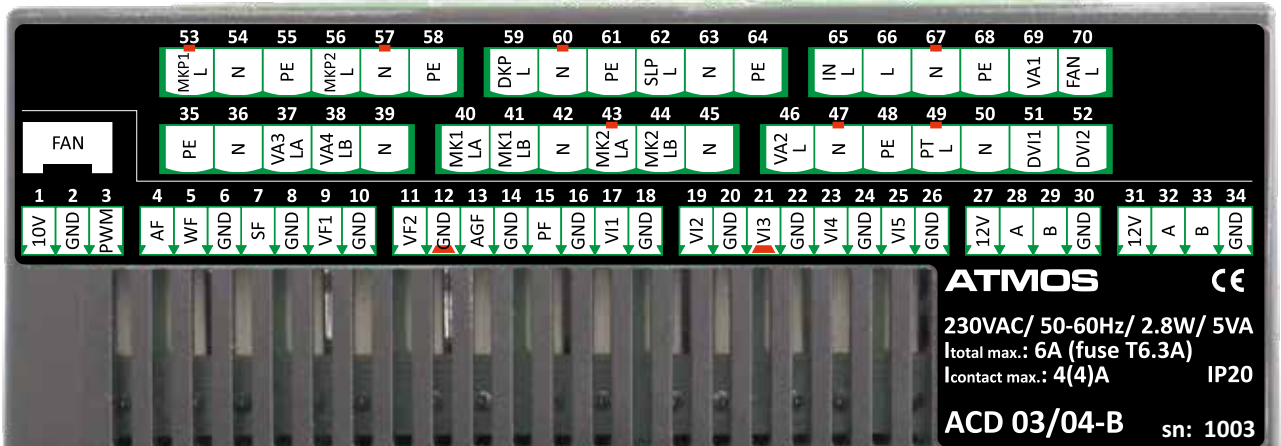 53 54 55 56 57 58 59 60 61 62 63 64 65 66 67 68 69 70
MKP1 L N PE MKP2 L N PE DKP L N PE SLP L N PE IN L L N PE VA1 FAN L
35 36 37 38 39 40 41 42 43 44 45 46 47 48 49 50 51 52
PE N VA3 LA VA4 LB N MK1 LA MK1 LB N MK2 LA MK2 LB N VA2 L N PE PT L N DVI1 DVI2
FAN
1 2 3 4 5 6 7 8 9 10 11 12 13 14 15 16 17 18 19 20 21 22 23 24 25 26 27 28 29 30 31 32 33 34
10V GND PWM AF WF GND SF GND VF1 GND VF2 GND AGF GND PF GND VI1 GND VI2 GND VI3 GND VI4 GND VI5 GND 12V A B GND 12V A B GND
ATMOS CE
230VAC/ 50-60Hz/ 2.8W/ 5VA
Itotal max.: 6A (fuse T6.3A)
Icontact max.: 4(4)A IP20
ACD 03/04-B sn: 1003